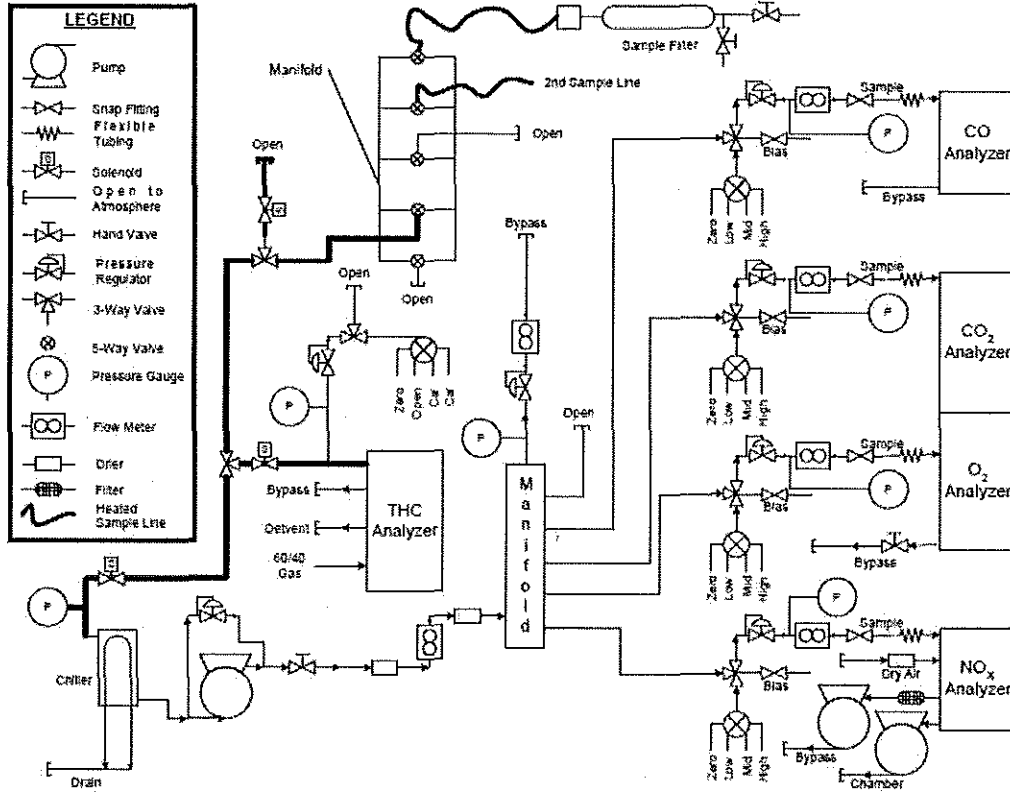 LEGEND
Pump
Snap Fitting
Flexible
Tubing
Solenoid
Open to
Atmosphere
Hand Valve
Pressure
Regulator
3-Way Valve
5-Way Valve
P
Pressure Gauge
Flow Meter
Drier
Filter
Heated
Sample Line
Manifold
Sample Filter
2nd Sample Line
Open
Open
Open
Open
Bypass
Zero
Open
Cal
Cal
P
P
Open
Bypass
Detvent
60/40
Gas
THC
Analyzer
Manifold
P
Chiller
Drain
Sample
P
Bias
Zero
Low
Mid
High
CO
Analyzer
Bypass
Sample
P
Bias
Zero
Low
Mid
High
CO2
Analyzer
Sample
P
Bias
Zero
Low
Mid
High
O2
Analyzer
Bypass
P
Sample
Bias
Dry Air
Zero
Low
Mid
High
NOx
Analyzer
Bypass
Chamber